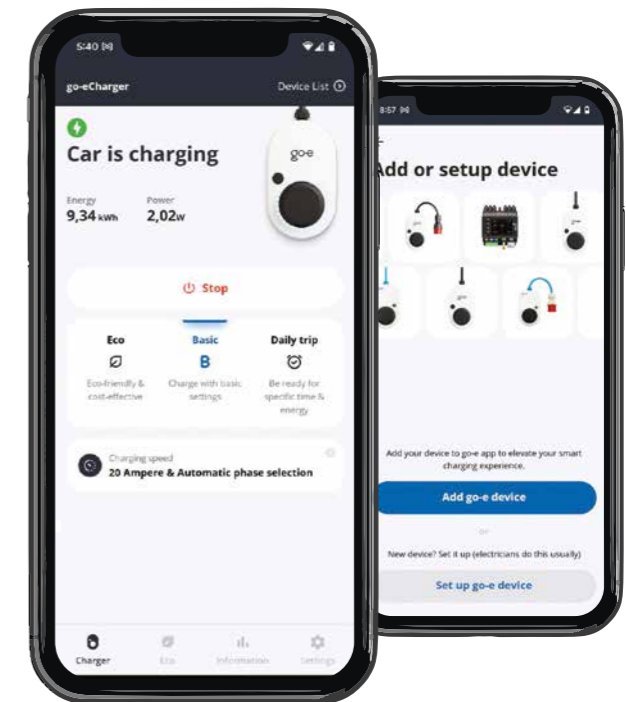 5:40
go-eCharger
Device List
Car is charging
go-e
Energy
Power
9,34 kWh
2,02w
Stop
Eco
Basic
Daily trip
B
Eco-friendly &
cost-effective
Charge with basic
settings
Be ready for
specific time &
energy
Charging speed
20 Ampere & Automatic phase selection
Charger
Eco
Information
Settings
8:57
Add or setup device
Add your device to go-e app to elevate your smart
charging experience.
Add go-e device
or
New device? Set it up (electricians do this usually)
Set up go-e device